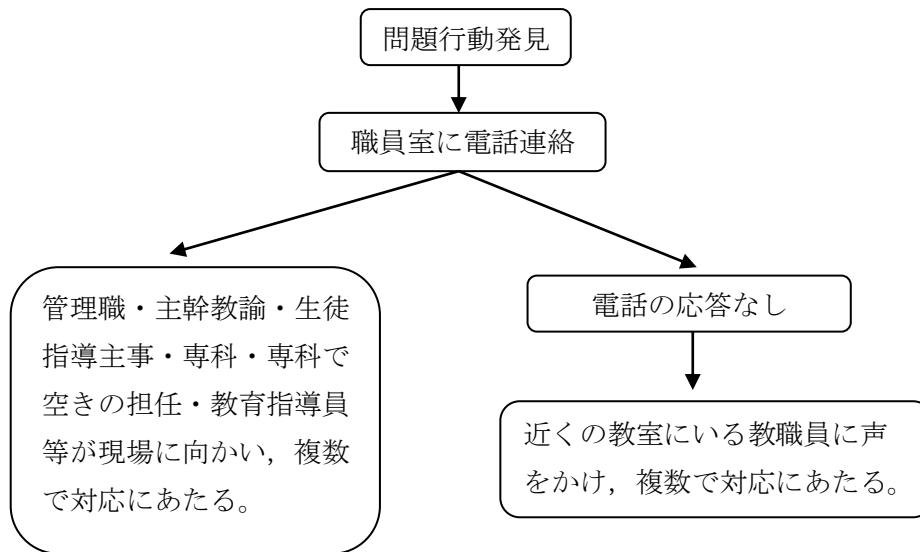 問題行動発見
職員室に電話連絡
管理職・主幹教諭・生徒
指導主事・専科・専科で
空きの担任・教育指導員
等が現場に向かい，複数
で対応にあたる。
電話の応答なし
近くの教室にいる教職員に声
をかけ，複数で対応にあたる。